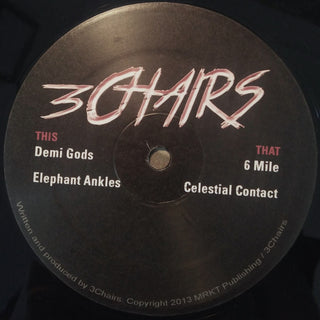 3CHAIRS
THIS
Demi Gods
Elephant Ankles
THAT
6 Mile
Celestial Contact
Written and produced by 3Chairs. Copyright 2013 MRKT Publishing / 3Chairs